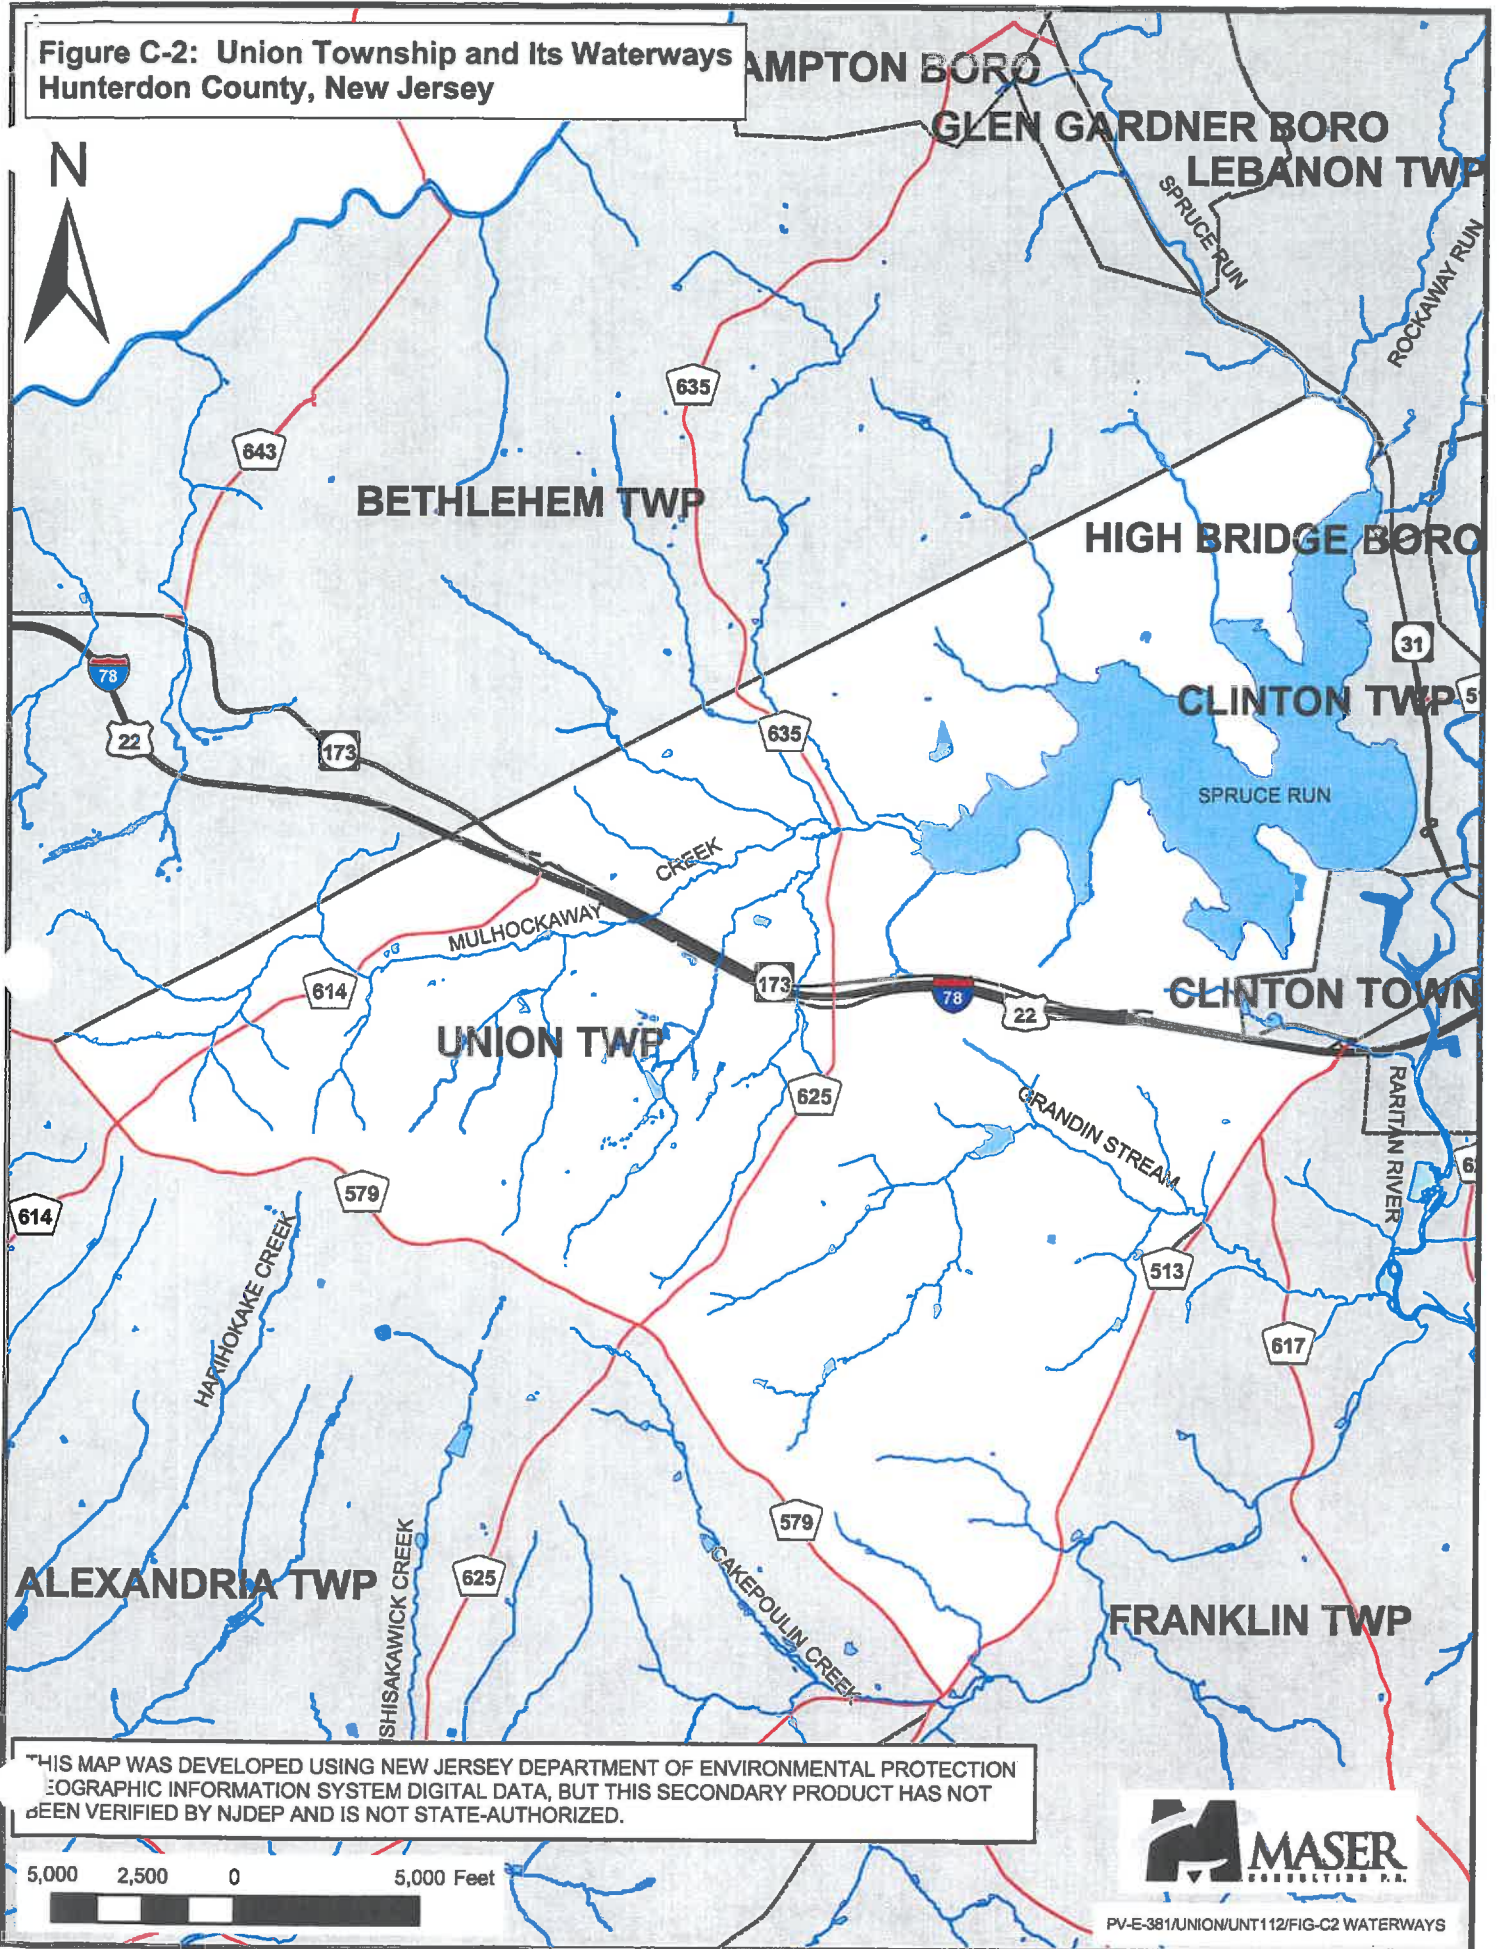 Figure C-2: Union Township and Its Waterways
Hunterdon County, New Jersey
AMPTON BORO
GLEN GARDNER BORO
LEBANON TWP
N
SPRUCE RUN
ROCKAWAY RUN
635
643
BETHLEHEM TWP
HIGH BRIDGE BORO
31
78
CLINTON TWP
22
635
173
SPRUCE RUN
CREEK
MULHOCKAWAY
614
173
78
CLINTON TOWN
22
UNION TWP
625
GRANDIN STREAM
RARITAN RIVER
579
614
HARIHOKAKE CREEK
513
617
579
ALEXANDRIA TWP
ISHISAKAWICK CREEK
625
CAKEPOULIN CREEK
FRANKLIN TWP
THIS MAP WAS DEVELOPED USING NEW JERSEY DEPARTMENT OF ENVIRONMENTAL PROTECTION
EOGRAPHIC INFORMATION SYSTEM DIGITAL DATA, BUT THIS SECONDARY PRODUCT HAS NOT
BEEN VERIFIED BY NJDEP AND IS NOT STATE-AUTHORIZED.
5,000 2,500 0 5,000 Feet
MASER
CONSULTING P.A.
PV-E-381/UNION/UNT112/FIG-C2 WATERWAYS